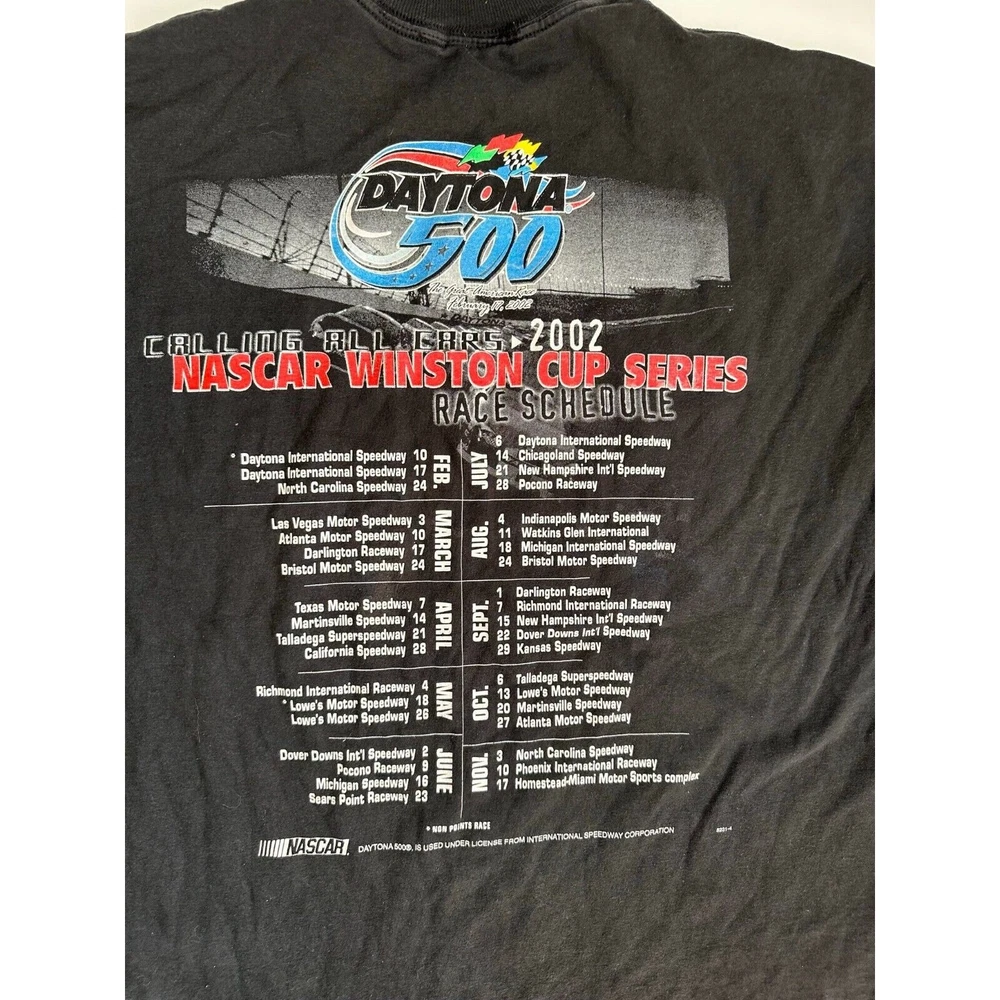 DAYTONA
500
The Great American Race
February 17, 2002
CALLING ALL CARS ▸ 2002
NASCAR WINSTON CUP SERIES
RACE SCHEDULE
FEB.
* Daytona International Speedway 10
Daytona International Speedway 17
North Carolina Speedway 24
MARCH
Las Vegas Motor Speedway 3
Atlanta Motor Speedway 10
Darlington Raceway 17
Bristol Motor Speedway 24
APRIL
Texas Motor Speedway 7
Martinsville Speedway 14
Talladega Superspeedway 21
California Speedway 28
MAY
Richmond International Raceway 4
* Lowe's Motor Speedway 18
Lowe's Motor Speedway 26
JUNE
Dover Downs Int'l Speedway 2
Pocono Raceway 9
Michigan Speedway 16
Sears Point Raceway 23
JULY
6 Daytona International Speedway
14 Chicagoland Speedway
21 New Hampshire Int'l Speedway
28 Pocono Raceway
AUG.
4 Indianapolis Motor Speedway
11 Watkins Glen International
18 Michigan International Speedway
24 Bristol Motor Speedway
SEPT.
1 Darlington Raceway
7 Richmond International Raceway
15 New Hampshire Int'l Speedway
22 Dover Downs Int'l Speedway
29 Kansas Speedway
OCT.
6 Talladega Superspeedway
13 Lowe's Motor Speedway
20 Martinsville Speedway
27 Atlanta Motor Speedway
NOV.
3 North Carolina Speedway
10 Phoenix International Raceway
17 Homestead-Miami Motor Sports complex
* NON POINTS RACE
NASCAR. DAYTONA 500®. IS USED UNDER LICENSE FROM INTERNATIONAL SPEEDWAY CORPORATION